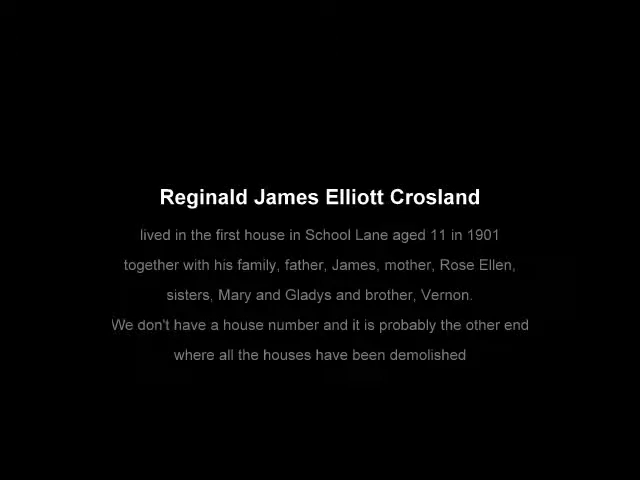 Reginald James Elliott Crosland
lived in the first house in School Lane aged 11 in 1901
together with his family, father, James, mother, Rose Ellen,
sisters, Mary and Gladys and brother, Vernon.
We don't have a house number and it is probably the other end
where all the houses have been demolished